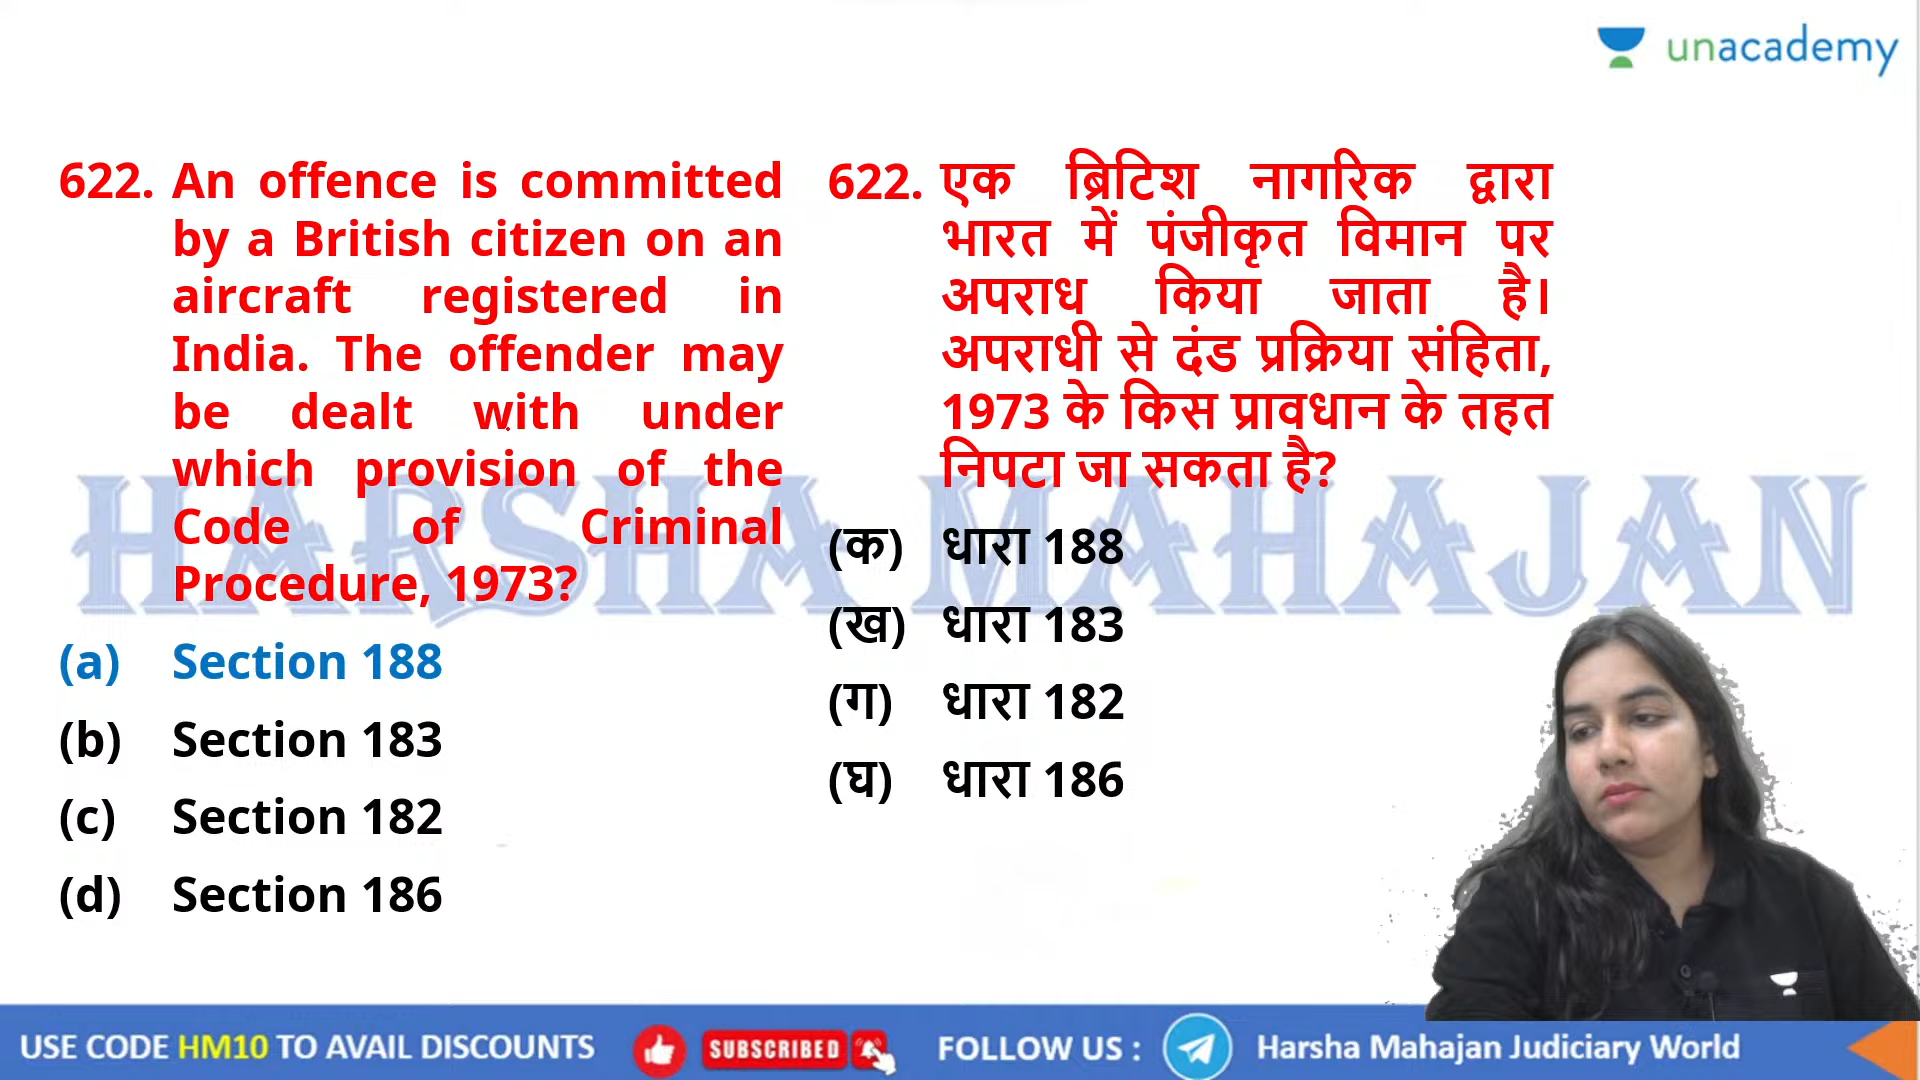 unacademy
622. An offence is committed
by a British citizen on an
aircraft registered in
India. The offender may
be dealt with under
which provision of the
Code of Criminal
Procedure, 1973?
(a) Section 188
(b) Section 183
(c) Section 182
(d) Section 186
622. एक ब्रिटिश नागरिक द्वारा
भारत में पंजीकृत विमान पर
अपराध किया जाता है।
अपराधी से दंड प्रक्रिया संहिता,
1973 के किस प्रावधान के तहत
निपटा जा सकता है?
(क) धारा 188
(ख) धारा 183
(ग) धारा 182
(घ) धारा 186
HARSHA MAHAJAN
USE CODE HM10 TO AVAIL DISCOUNTS
SUBSCRIBED
FOLLOW US :
Harsha Mahajan Judiciary World